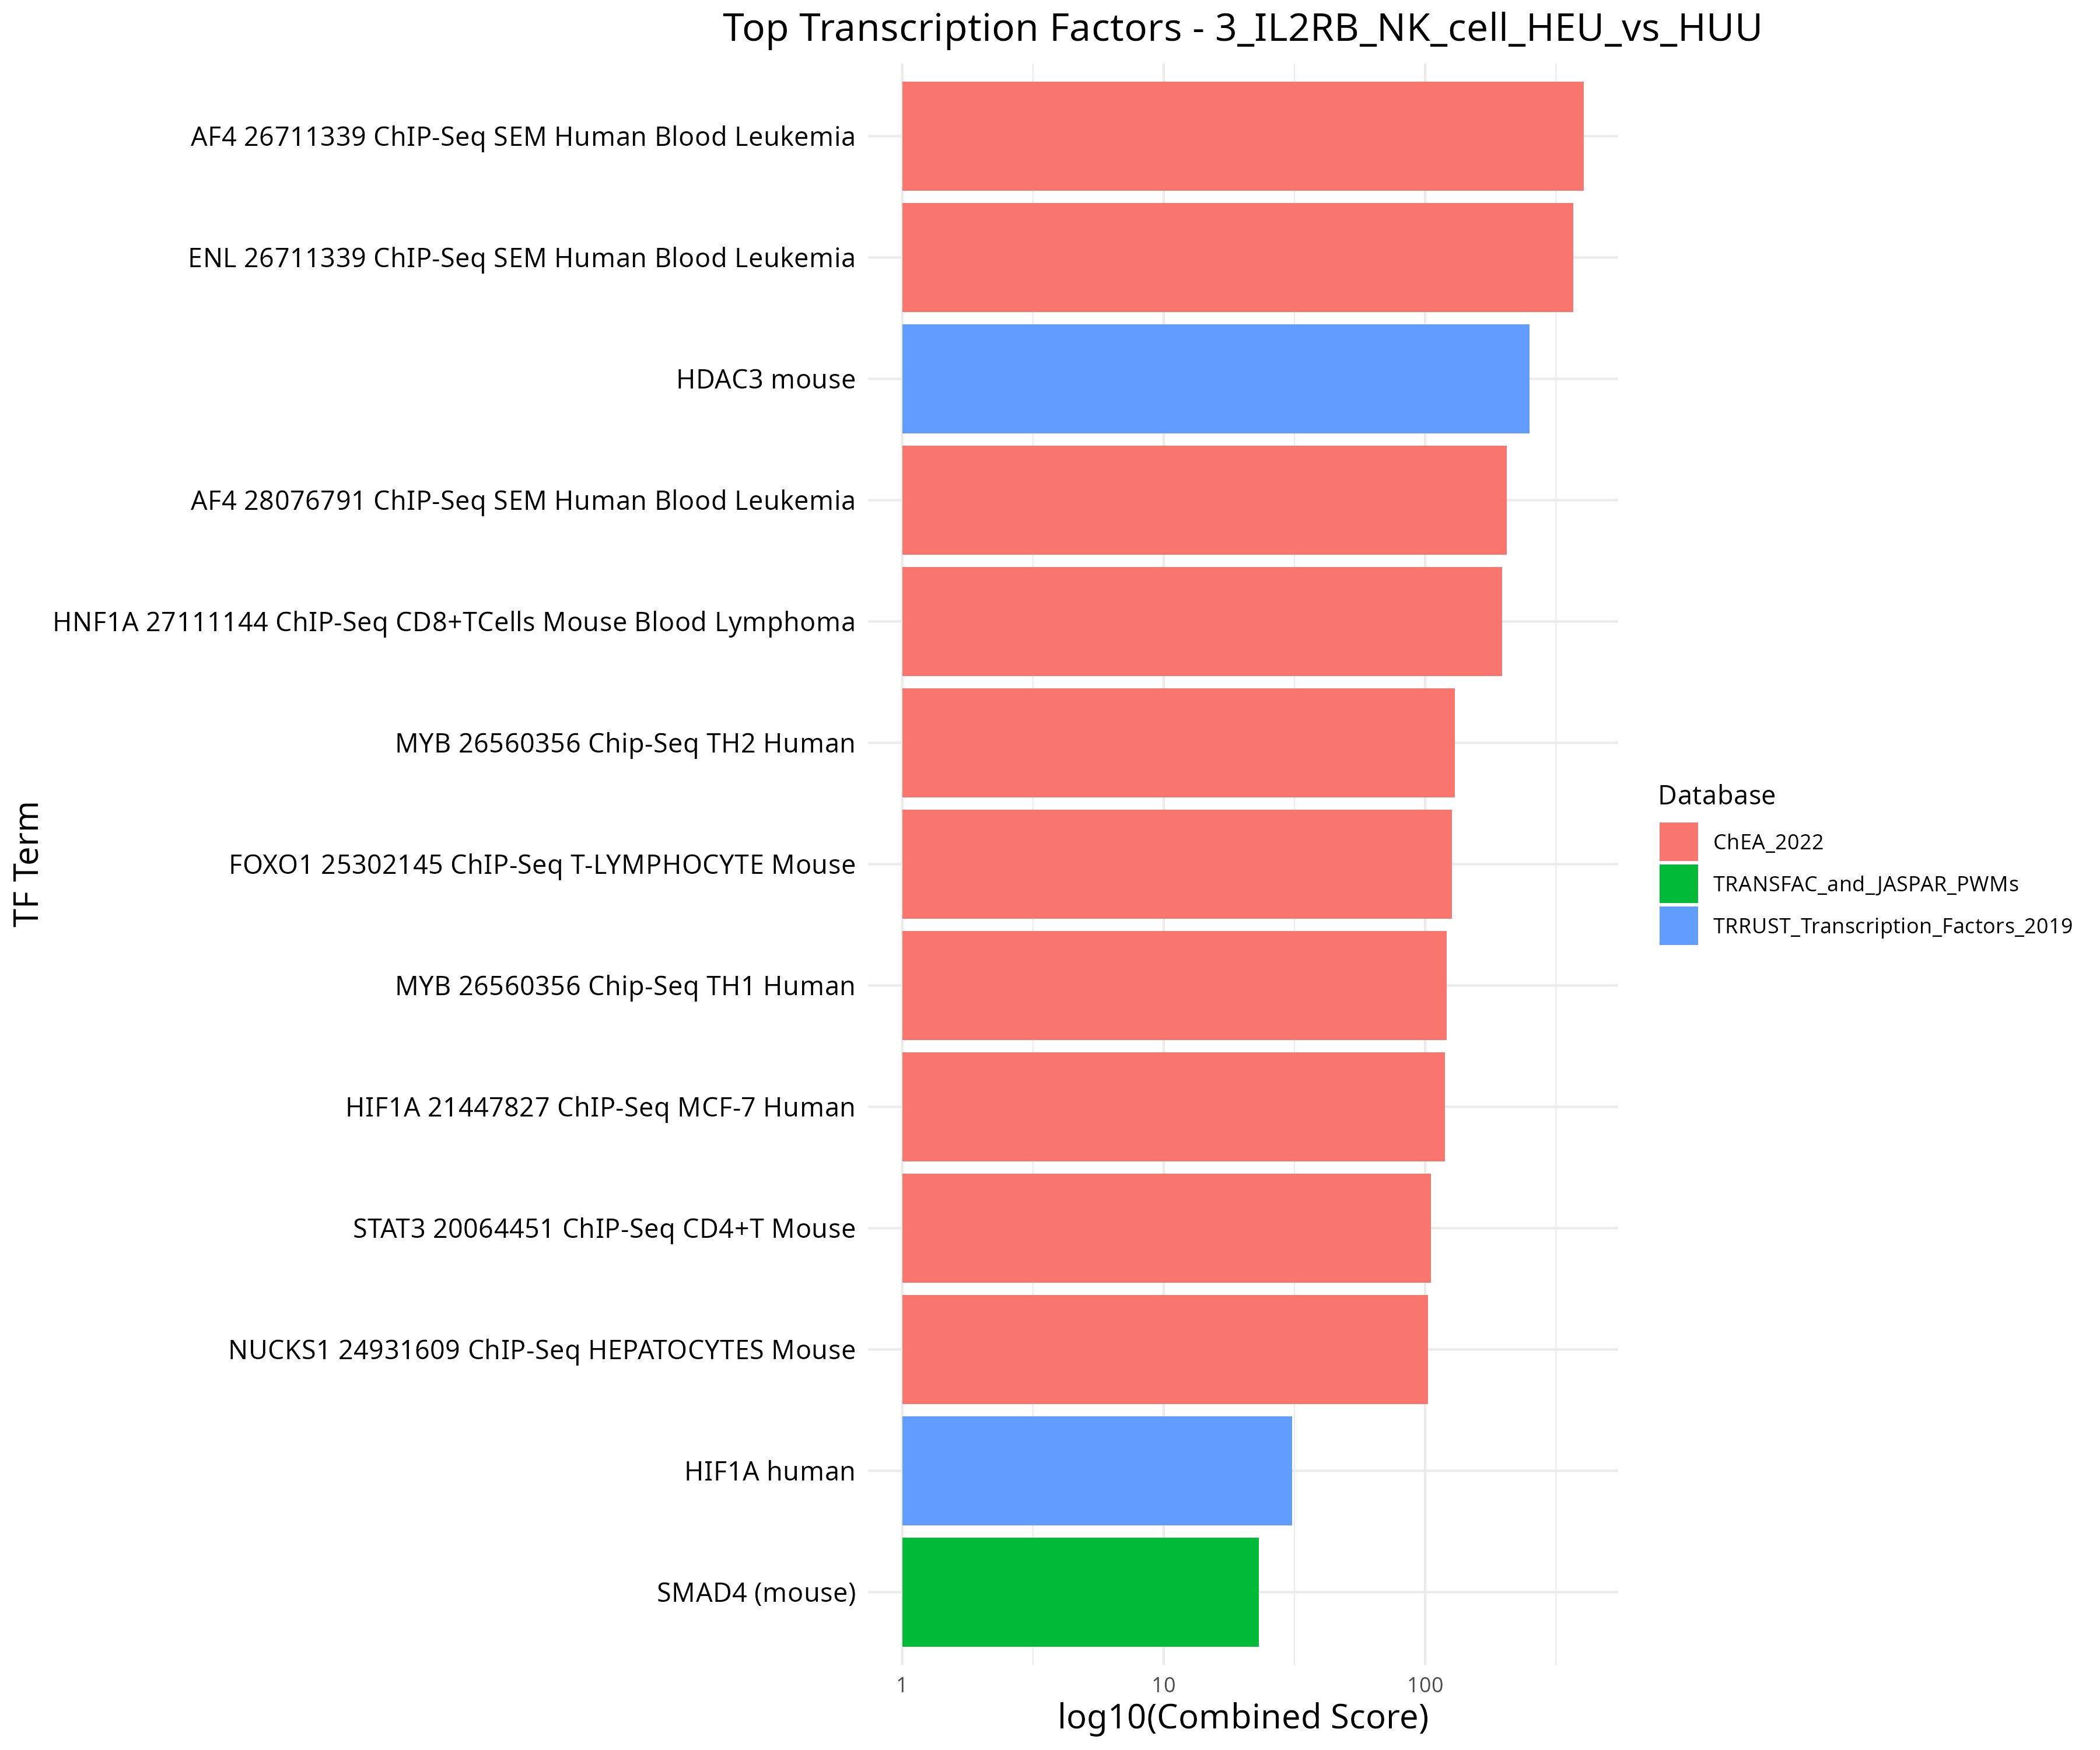 Top Transcription Factors - 3_IL2RB_NK_cell_HEU_vs_HUU
TF Term
AF4 26711339 ChIP-Seq SEM Human Blood Leukemia
ENL 26711339 ChIP-Seq SEM Human Blood Leukemia
HDAC3 mouse
AF4 28076791 ChIP-Seq SEM Human Blood Leukemia
HNF1A 27111144 ChIP-Seq CD8+TCells Mouse Blood Lymphoma
MYB 26560356 Chip-Seq TH2 Human
FOXO1 25302145 ChIP-Seq T-LYMPHOCYTE Mouse
MYB 26560356 Chip-Seq TH1 Human
HIF1A 21447827 ChIP-Seq MCF-7 Human
STAT3 20064451 ChIP-Seq CD4+T Mouse
NUCKS1 24931609 ChIP-Seq HEPATOCYTES Mouse
HIF1A human
SMAD4 (mouse)
1 10 100
log10(Combined Score)
Database
ChEA_2022
TRANSFAC_and_JASPAR_PWMs
TRRUST_Transcription_Factors_2019